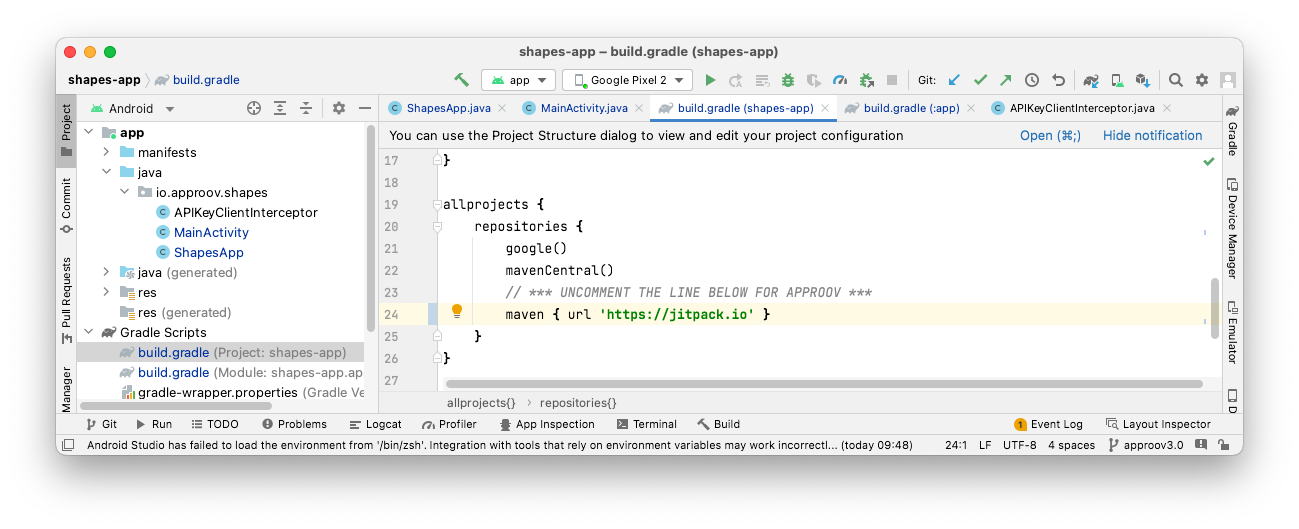 shapes-app – build.gradle (shapes-app)
shapes-app
build.gradle
app
Google Pixel 2
Git:
Project
Commit
Pull Requests
Manager
Android
app
manifests
java
io.approov.shapes
APIKeyClientInterceptor
MainActivity
ShapesApp
java (generated)
res
res (generated)
Gradle Scripts
build.gradle (Project: shapes-app)
build.gradle (Module: shapes-app.ap
gradle-wrapper.properties (Gradle Ve
ShapesApp.java
MainActivity.java
build.gradle (shapes-app)
build.gradle (:app)
APIKeyClientInterceptor.java
You can use the Project Structure dialog to view and edit your project configuration
Open (⌘;)
Hide notification
17 }
18
19 allprojects {
20 repositories {
21 google()
22 mavenCentral()
23 // *** UNCOMMENT THE LINE BELOW FOR APPROOV ***
24 maven { url 'https://jitpack.io' }
25 }
26 }
27
allprojects{} › repositories{}
Gradle
Device Manager
Emulator
D
Git
Run
TODO
Problems
Logcat
Profiler
App Inspection
Terminal
Build
1 Event Log
Layout Inspector
Android Studio has failed to load the environment from '/bin/zsh'. Integration with tools that rely on environment variables may work incorrectl... (today 09:48)
24:1 LF UTF-8 4 spaces approov3.0